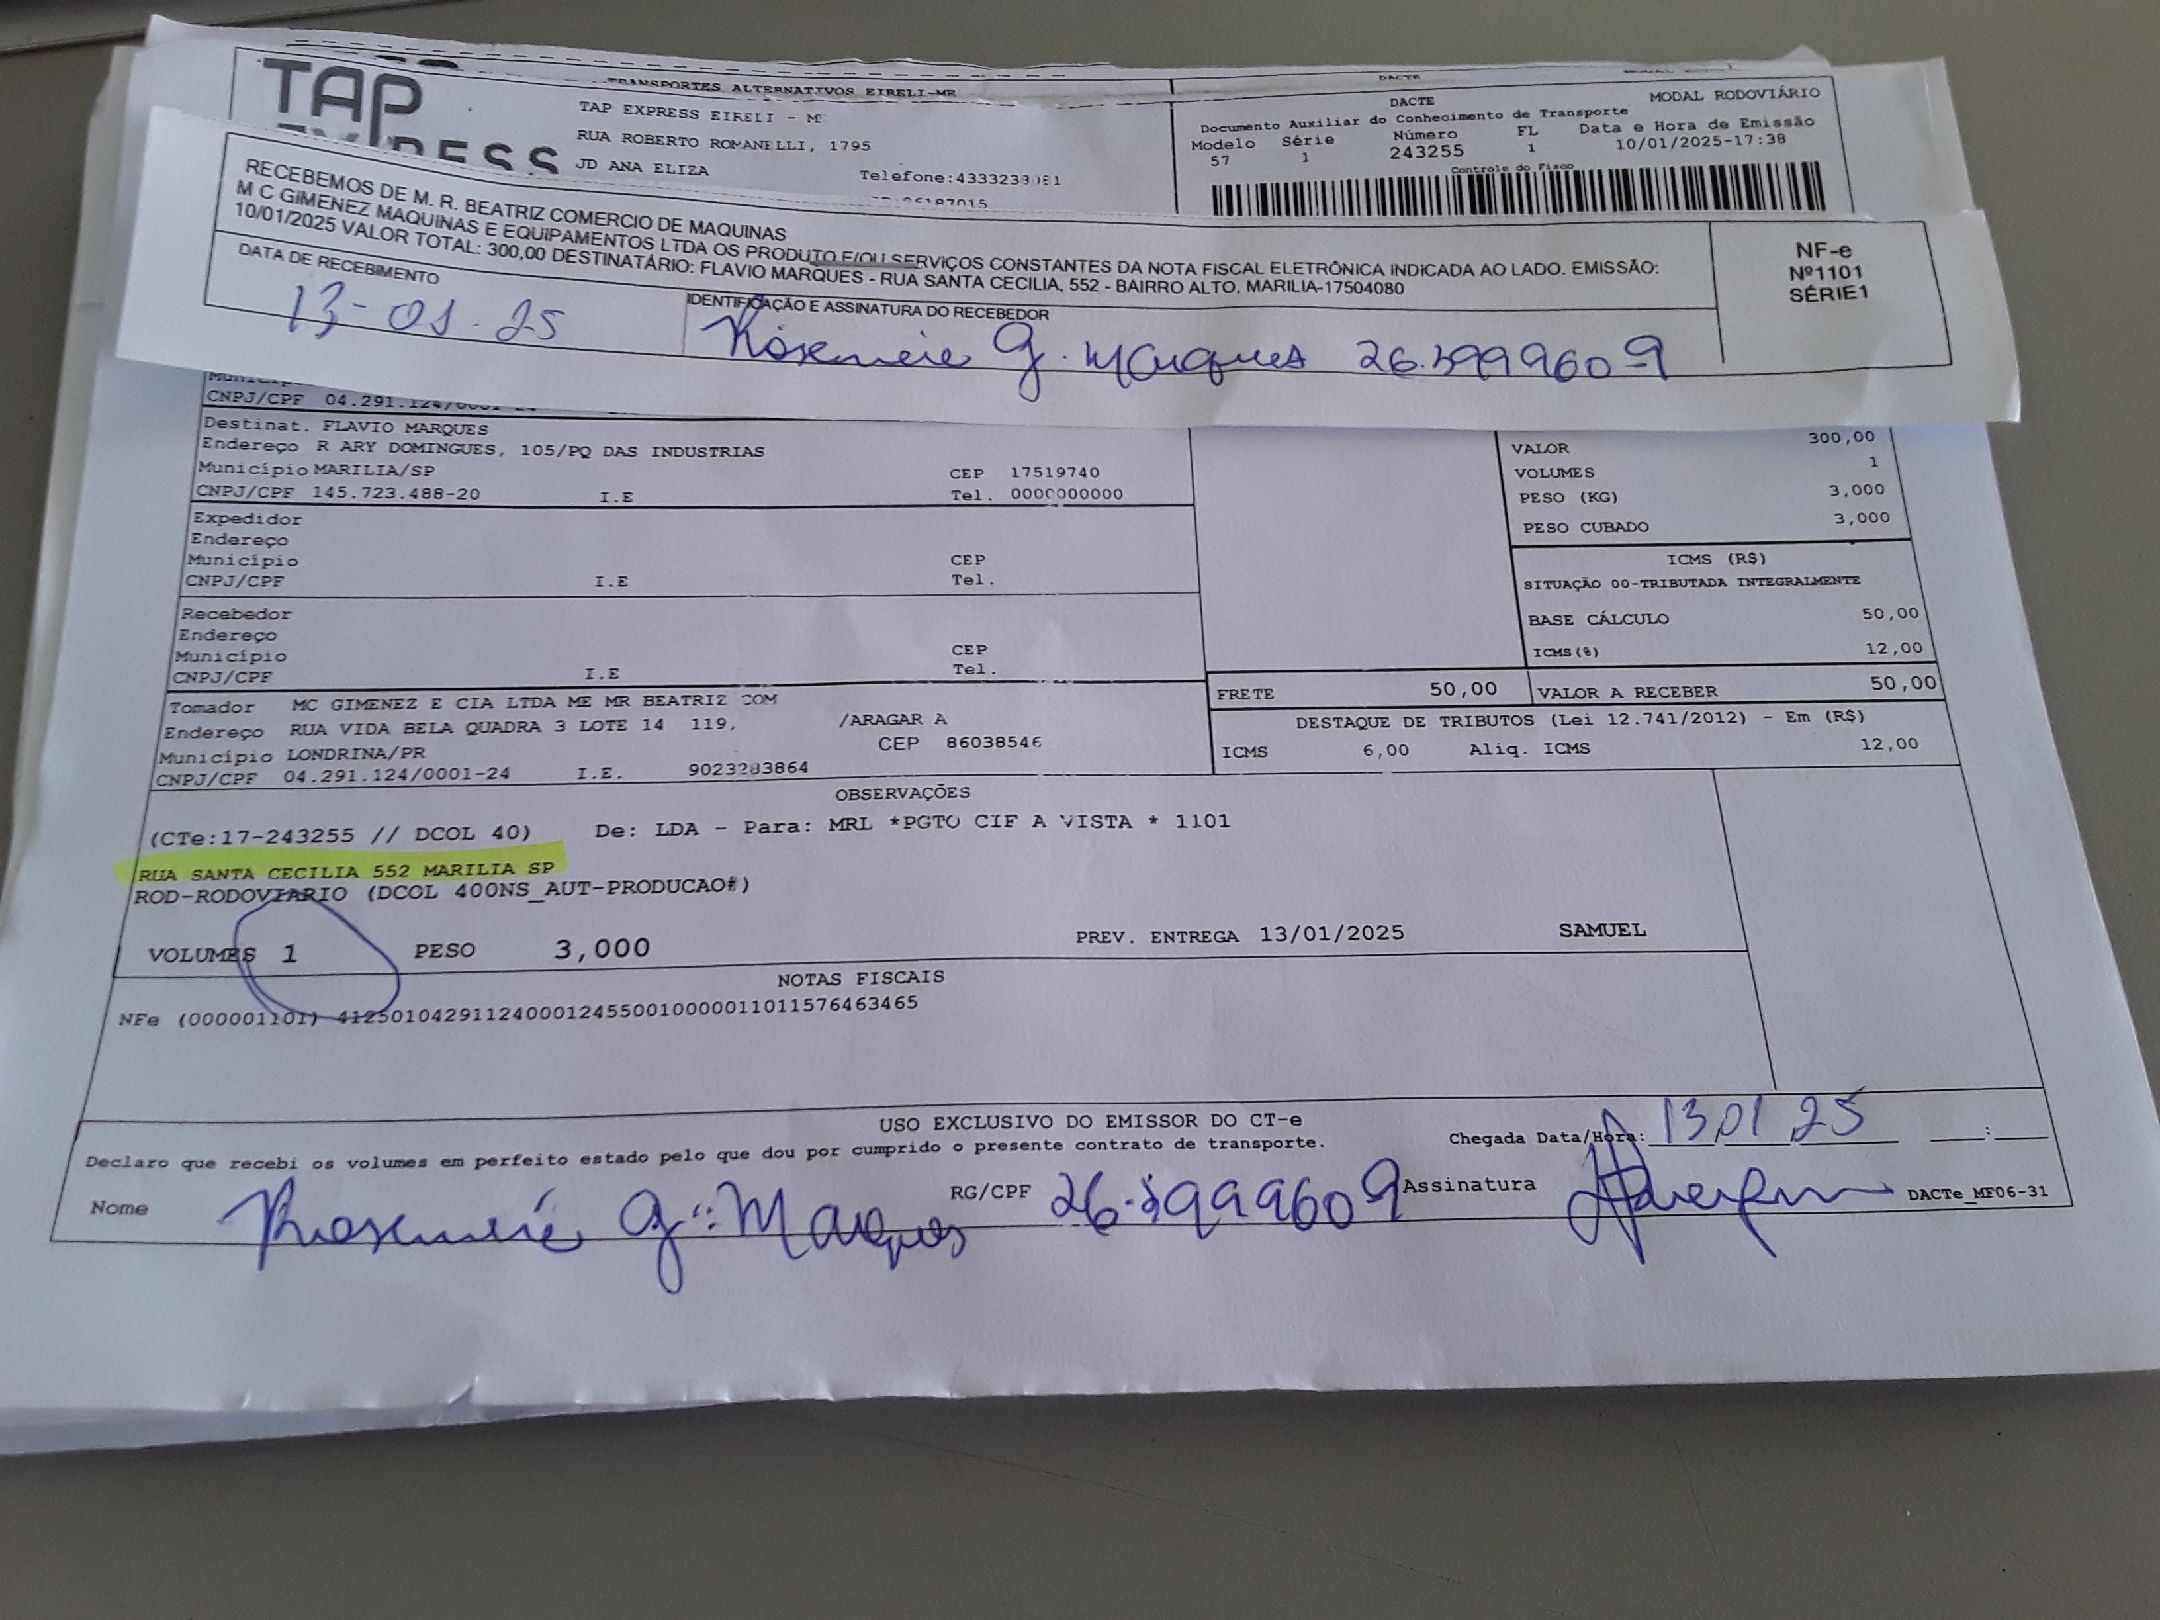 TAP
EXPRESS
TRANSPORTES ALTERNATIVOS EIRELI-ME
TAP EXPRESS EIRELI - M
RUA ROBERTO ROMANELLI, 1795
JD ANA ELIZA
Telefone:4333233081
DACTE
DACTE
MODAL RODOVIÁRIO
Documento Auxiliar do Conhecimento de Transporte
Modelo Série Número FL Data e Hora de Emissão
57 1 243255 1 10/01/2025-17:38
Controle do Fisco
RECEBEMOS DE M. R. BEATRIZ COMERCIO DE MAQUINAS
M C GIMENEZ MAQUINAS E EQUIPAMENTOS LTDA OS PRODUTO E/OU SERVIÇOS CONSTANTES DA NOTA FISCAL ELETRÔNICA INDICADA AO LADO. EMISSÃO:
10/01/2025 VALOR TOTAL: 300,00 DESTINATÁRIO: FLAVIO MARQUES - RUA SANTA CECILIA, 552 - BAIRRO ALTO, MARILIA-17504080
NF-e
Nº1101
SÉRIE1
DATA DE RECEBIMENTO
13-01.25
IDENTIFICAÇÃO E ASSINATURA DO RECEBEDOR
Rosemeire G. Marques
CNPJ/CPF 04.291.124/0001-24
Destinat. FLAVIO MARQUES
Endereço R ARY DOMINGUES, 105/PQ DAS INDUSTRIAS
Município MARILIA/SP CEP 17519740
CNPJ/CPF 145.723.488-20 I.E Tel. 0000000000
Expedidor
Endereço
Município CEP
CNPJ/CPF I.E Tel.
Recebedor
Endereço
Município CEP
CNPJ/CPF I.E Tel.
Tomador MC GIMENEZ E CIA LTDA ME MR BEATRIZ COM
Endereço RUA VIDA BELA QUADRA 3 LOTE 14 119, /ARAGAR A
Município LONDRINA/PR CEP 86038546
CNPJ/CPF 04.291.124/0001-24 I.E. 9023283864
VALOR 300,00
VOLUMES 1
PESO (KG) 3,000
PESO CUBADO 3,000
ICMS (R$)
SITUAÇÃO 00-TRIBUTADA INTEGRALMENTE
BASE CÁLCULO 50,00
ICMS(%) 12,00
FRETE 50,00 VALOR A RECEBER 50,00
DESTAQUE DE TRIBUTOS (Lei 12.741/2012) - Em (R$)
ICMS 6,00 Aliq. ICMS 12,00
OBSERVAÇÕES
(CTe:17-243255 // DCOL 40) De: LDA - Para: MRL *PGTO CIF A VISTA * 1101
RUA SANTA CECILIA 552 MARILIA SP
ROD-RODOVIARIO (DCOL 400NS_AUT-PRODUCAO#)
VOLUMES 1 PESO 3,000 PREV. ENTREGA 13/01/2025 SAMUEL
NOTAS FISCAIS
NFe (000001101) 41250104291124000124550010000011011576463465
USO EXCLUSIVO DO EMISSOR DO CT-e
Declaro que recebi os volumes em perfeito estado pelo que dou por cumprido o presente contrato de transporte.
Chegada Data/Hora: 13 01 25 :
Nome Rosemeire G. Marques RG/CPF Assinatura DACTe_MF06-31